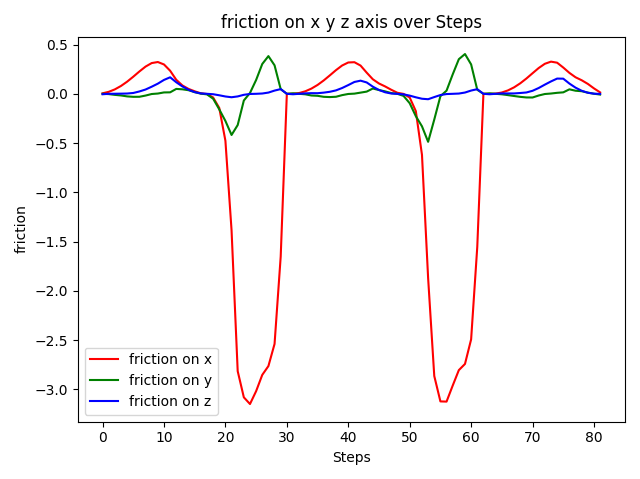 friction on x y z axis over Steps
0.5
0.0
−0.5
−1.0
−1.5
−2.0
−2.5
−3.0
friction
friction on x
friction on y
friction on z
0 10 20 30 40 50 60 70 80
Steps